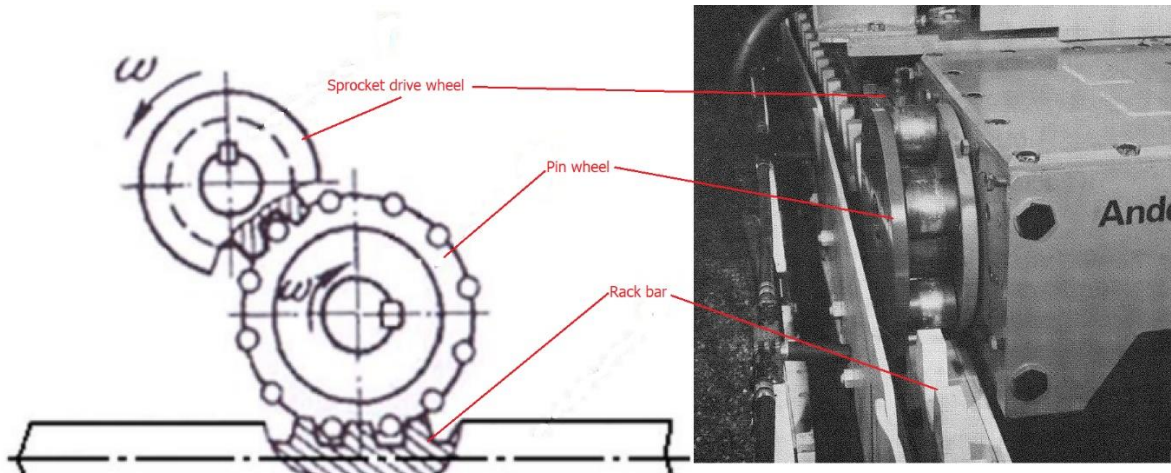 ω
Sprocket drive wheel
Pin wheel
ω
Rack bar
Ande